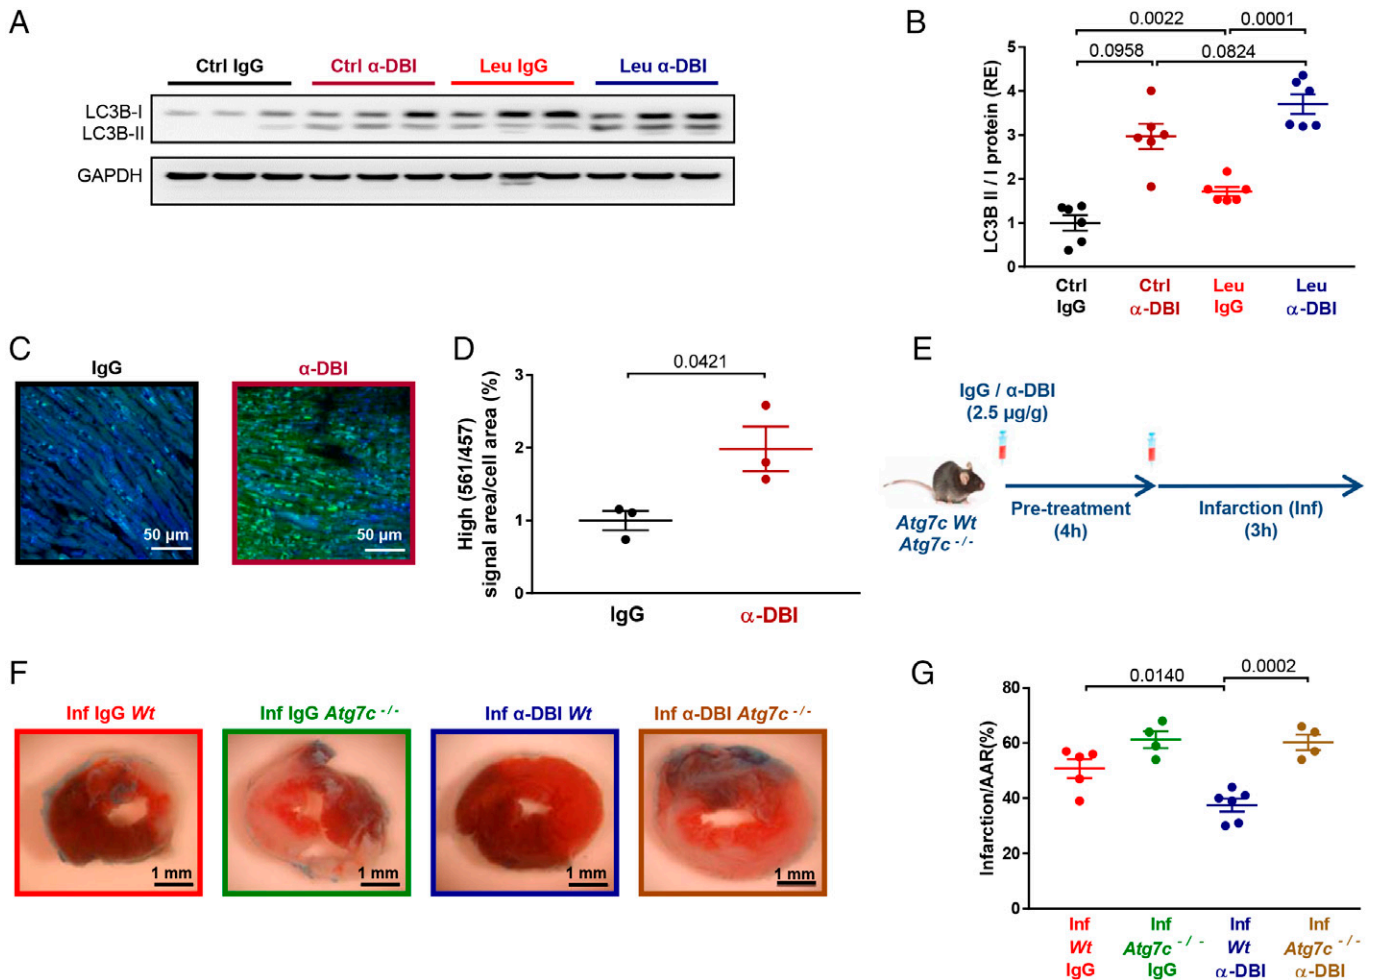 A
Ctrl IgG
Ctrl α-DBI
Leu IgG
Leu α-DBI
LC3B-I
LC3B-II
GAPDH
B
0.0022
0.0001
0.0958
0.0824
LC3B II / I protein (RE)
5
4
3
2
1
0
Ctrl
IgG
Ctrl
α-DBI
Leu
IgG
Leu
α-DBI
C
IgG
α-DBI
50 µm
50 µm
D
0.0421
High (561/457)
signal area/cell area (%)
3
2
1
0
IgG
α-DBI
E
IgG / α-DBI
(2.5 µg/g)
Atg7c Wt
Atg7c -/-
Pre-treatment
(4h)
Infarction (Inf)
(3h)
F
Inf IgG Wt
Inf IgG Atg7c -/-
Inf α-DBI Wt
Inf α-DBI Atg7c -/-
1 mm
1 mm
1 mm
1 mm
G
0.0140
0.0002
Infarction/AAR(%)
80
60
40
20
0
Inf
Wt
IgG
Inf
Atg7c -/-
IgG
Inf
Wt
α-DBI
Inf
Atg7c -/-
α-DBI